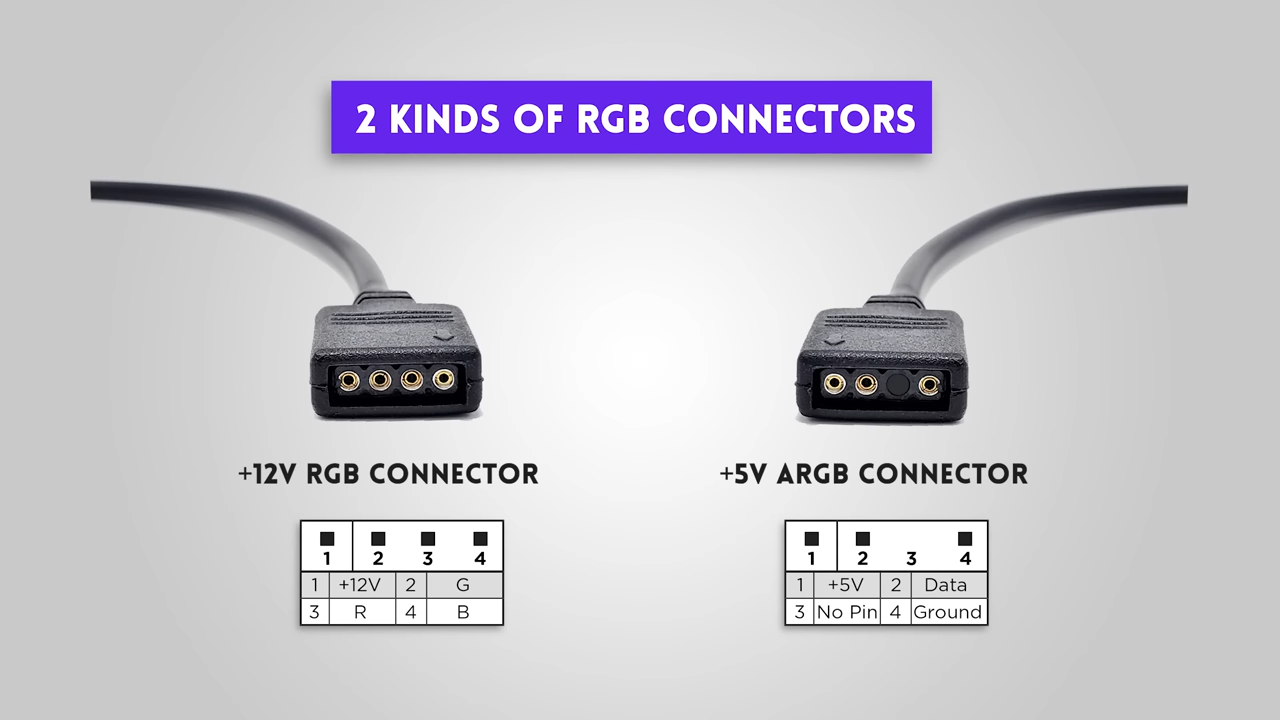 2 KINDS OF RGB CONNECTORS
+12V RGB CONNECTOR
1 2 3 4
1 +12V 2 G
3 R 4 B
+5V ARGB CONNECTOR
1 2 3 4
1 +5V 2 Data
3 No Pin 4 Ground